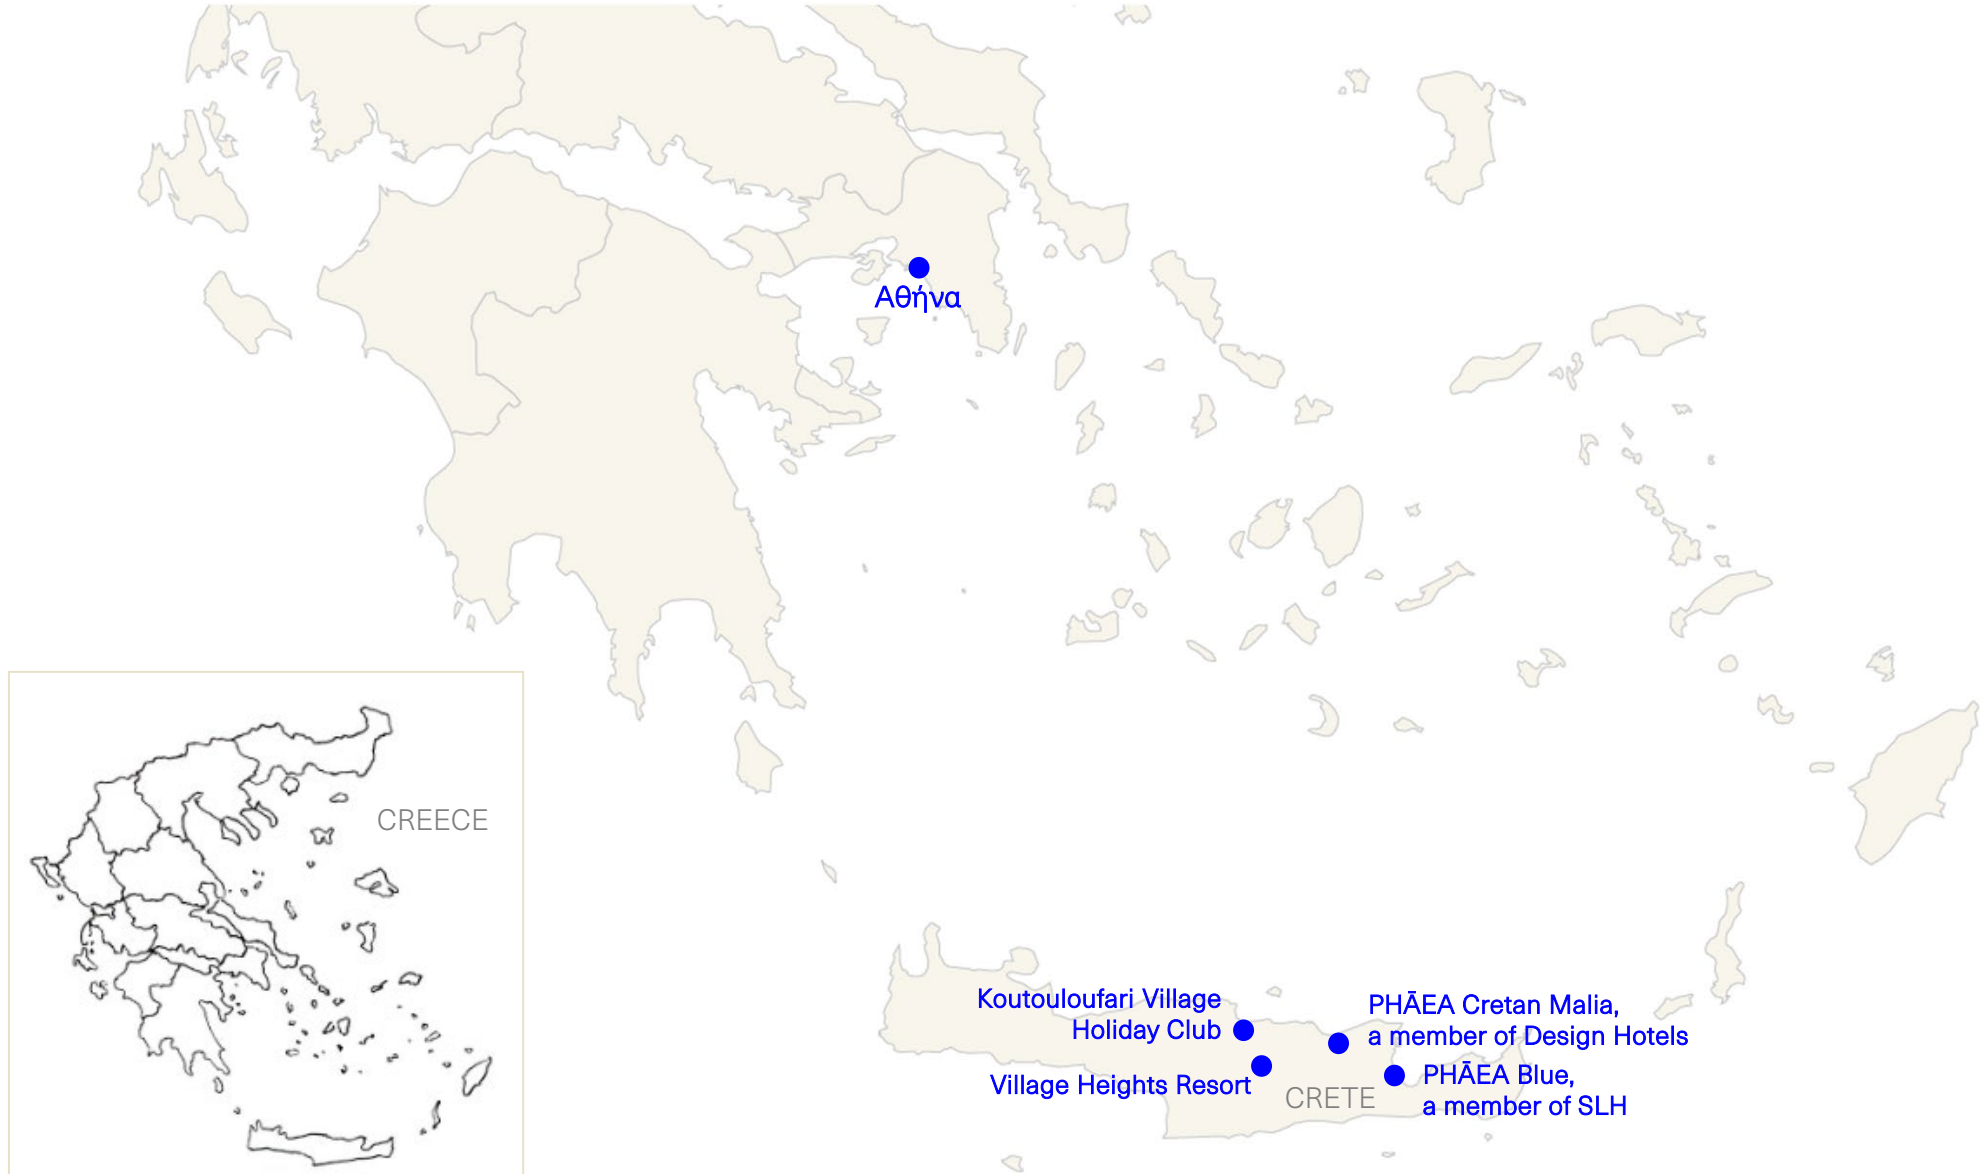 Αθήνα
CREECE
Koutouloufari Village
Holiday Club
PHĀEA Cretan Malia,
a member of Design Hotels
Village Heights Resort
CRETE
PHĀEA Blue,
a member of SLH